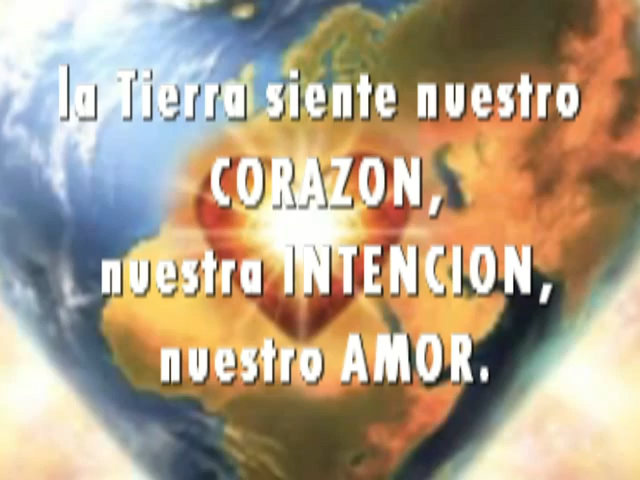 la Tierra siente nuestro
CORAZON,
nuestra INTENCION,
nuestro AMOR.